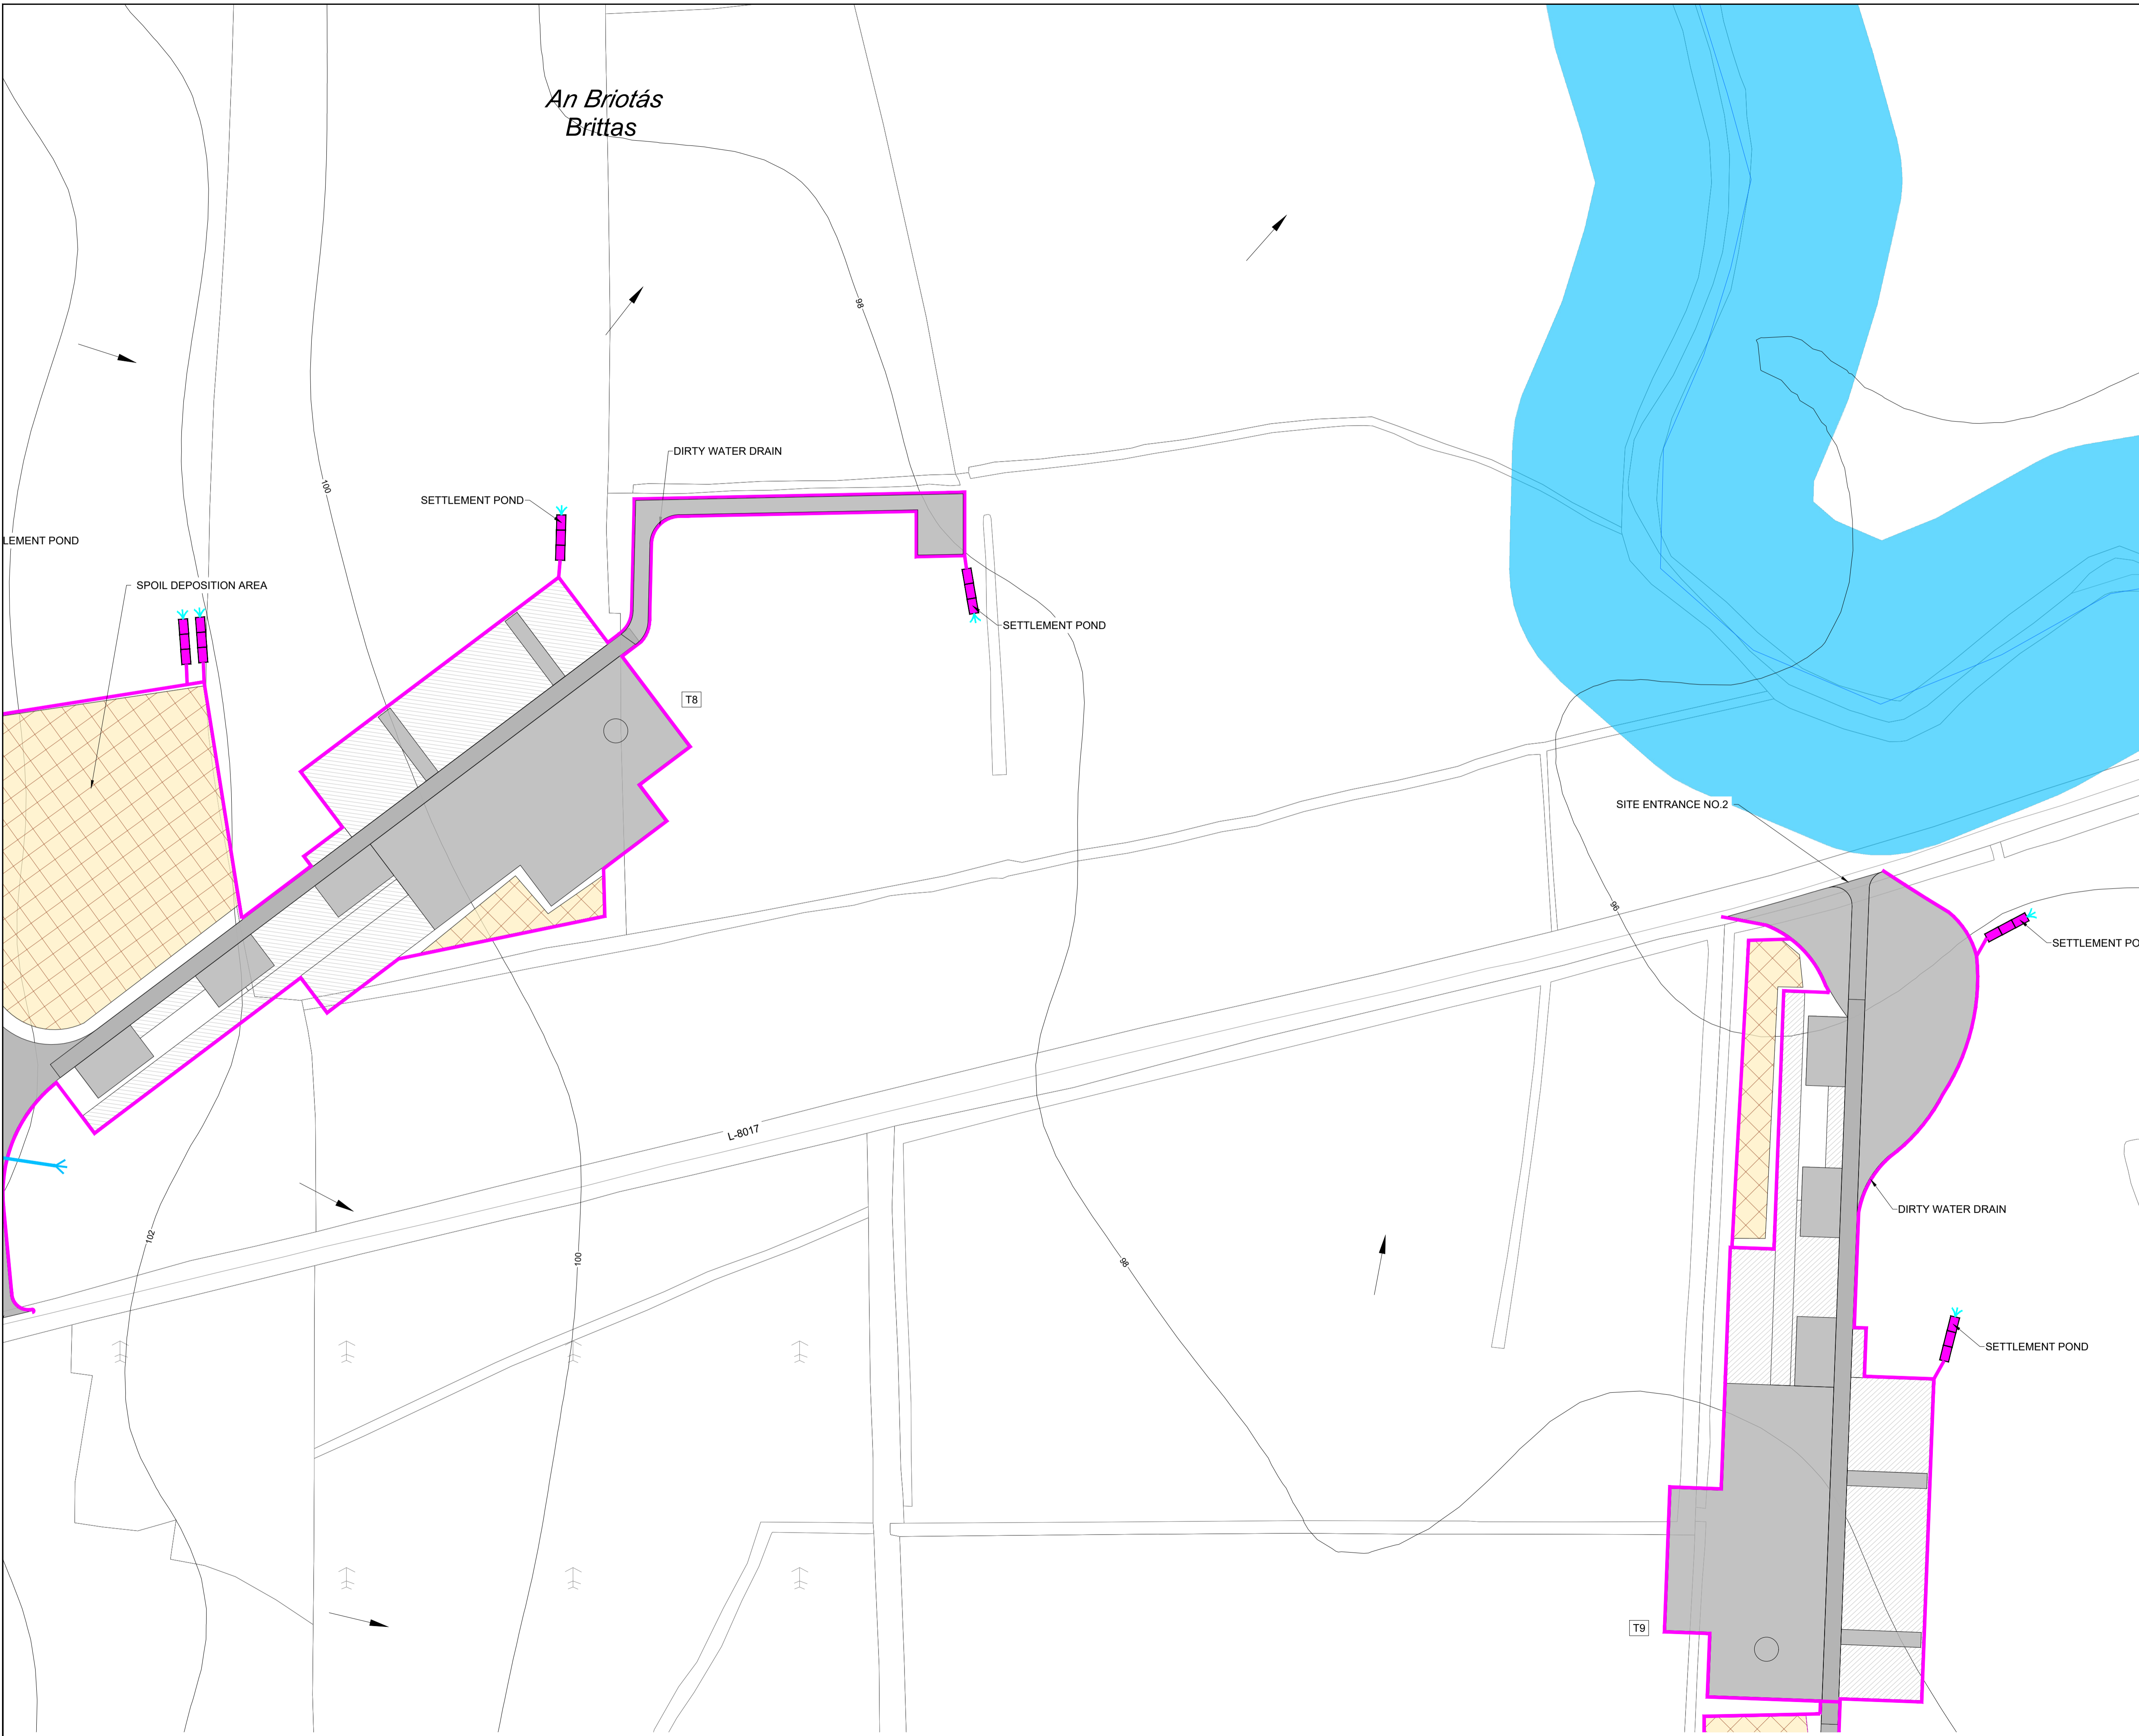 An Briotás
Brittas
98
DIRTY WATER DRAIN
100
SETTLEMENT POND
LEMENT POND
SPOIL DEPOSITION AREA
SETTLEMENT POND
T8
SITE ENTRANCE NO.2
96
SETTLEMENT PO
L-8017
DIRTY WATER DRAIN
102
100
98
SETTLEMENT POND
T9